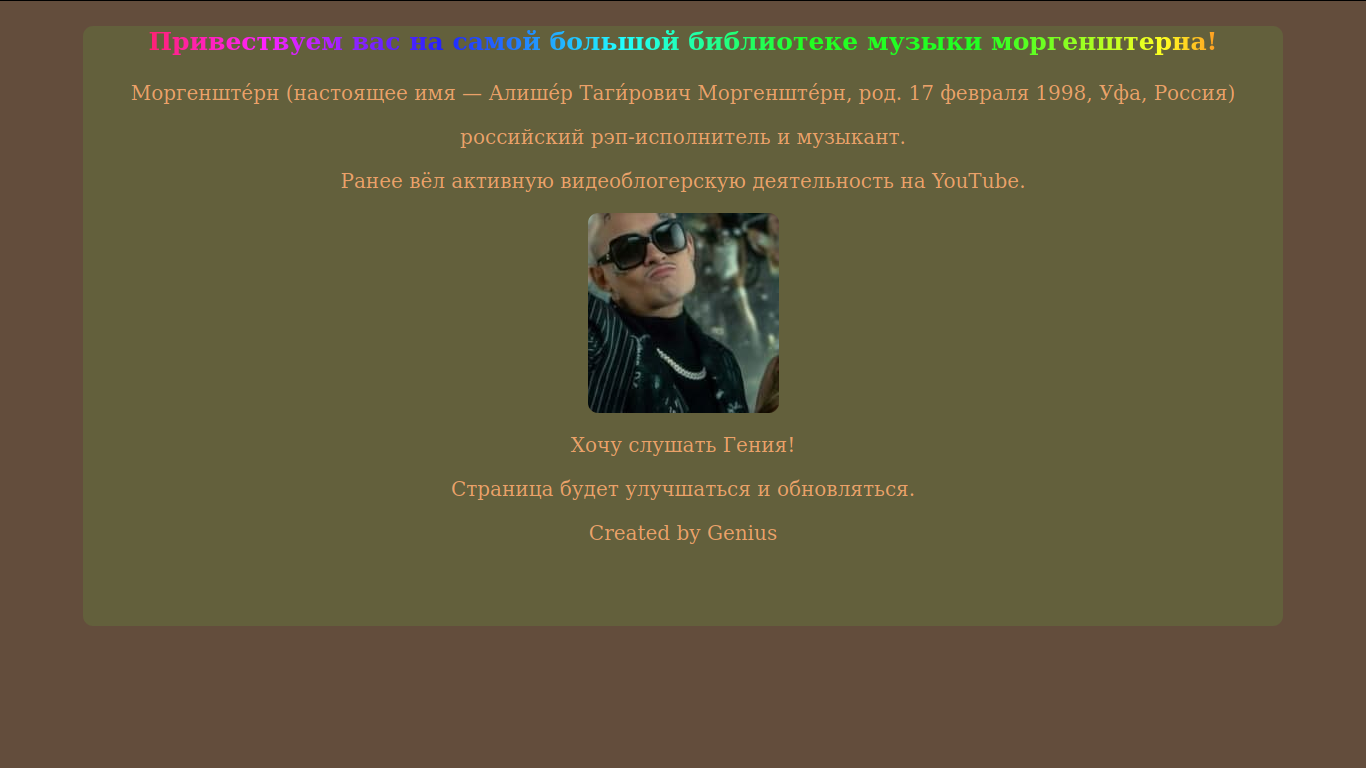 Привествуем вас на самой большой библиотеке музыки моргенштерна!
Моргенште́рн (настоящее имя — Алише́р Таги́рович Моргенште́рн, род. 17 февраля 1998, Уфа, Россия)
российский рэп-исполнитель и музыкант.
Ранее вёл активную видеоблогерскую деятельность на YouTube.
Хочу слушать Гения!
Страница будет улучшаться и обновляться.
Created by Genius